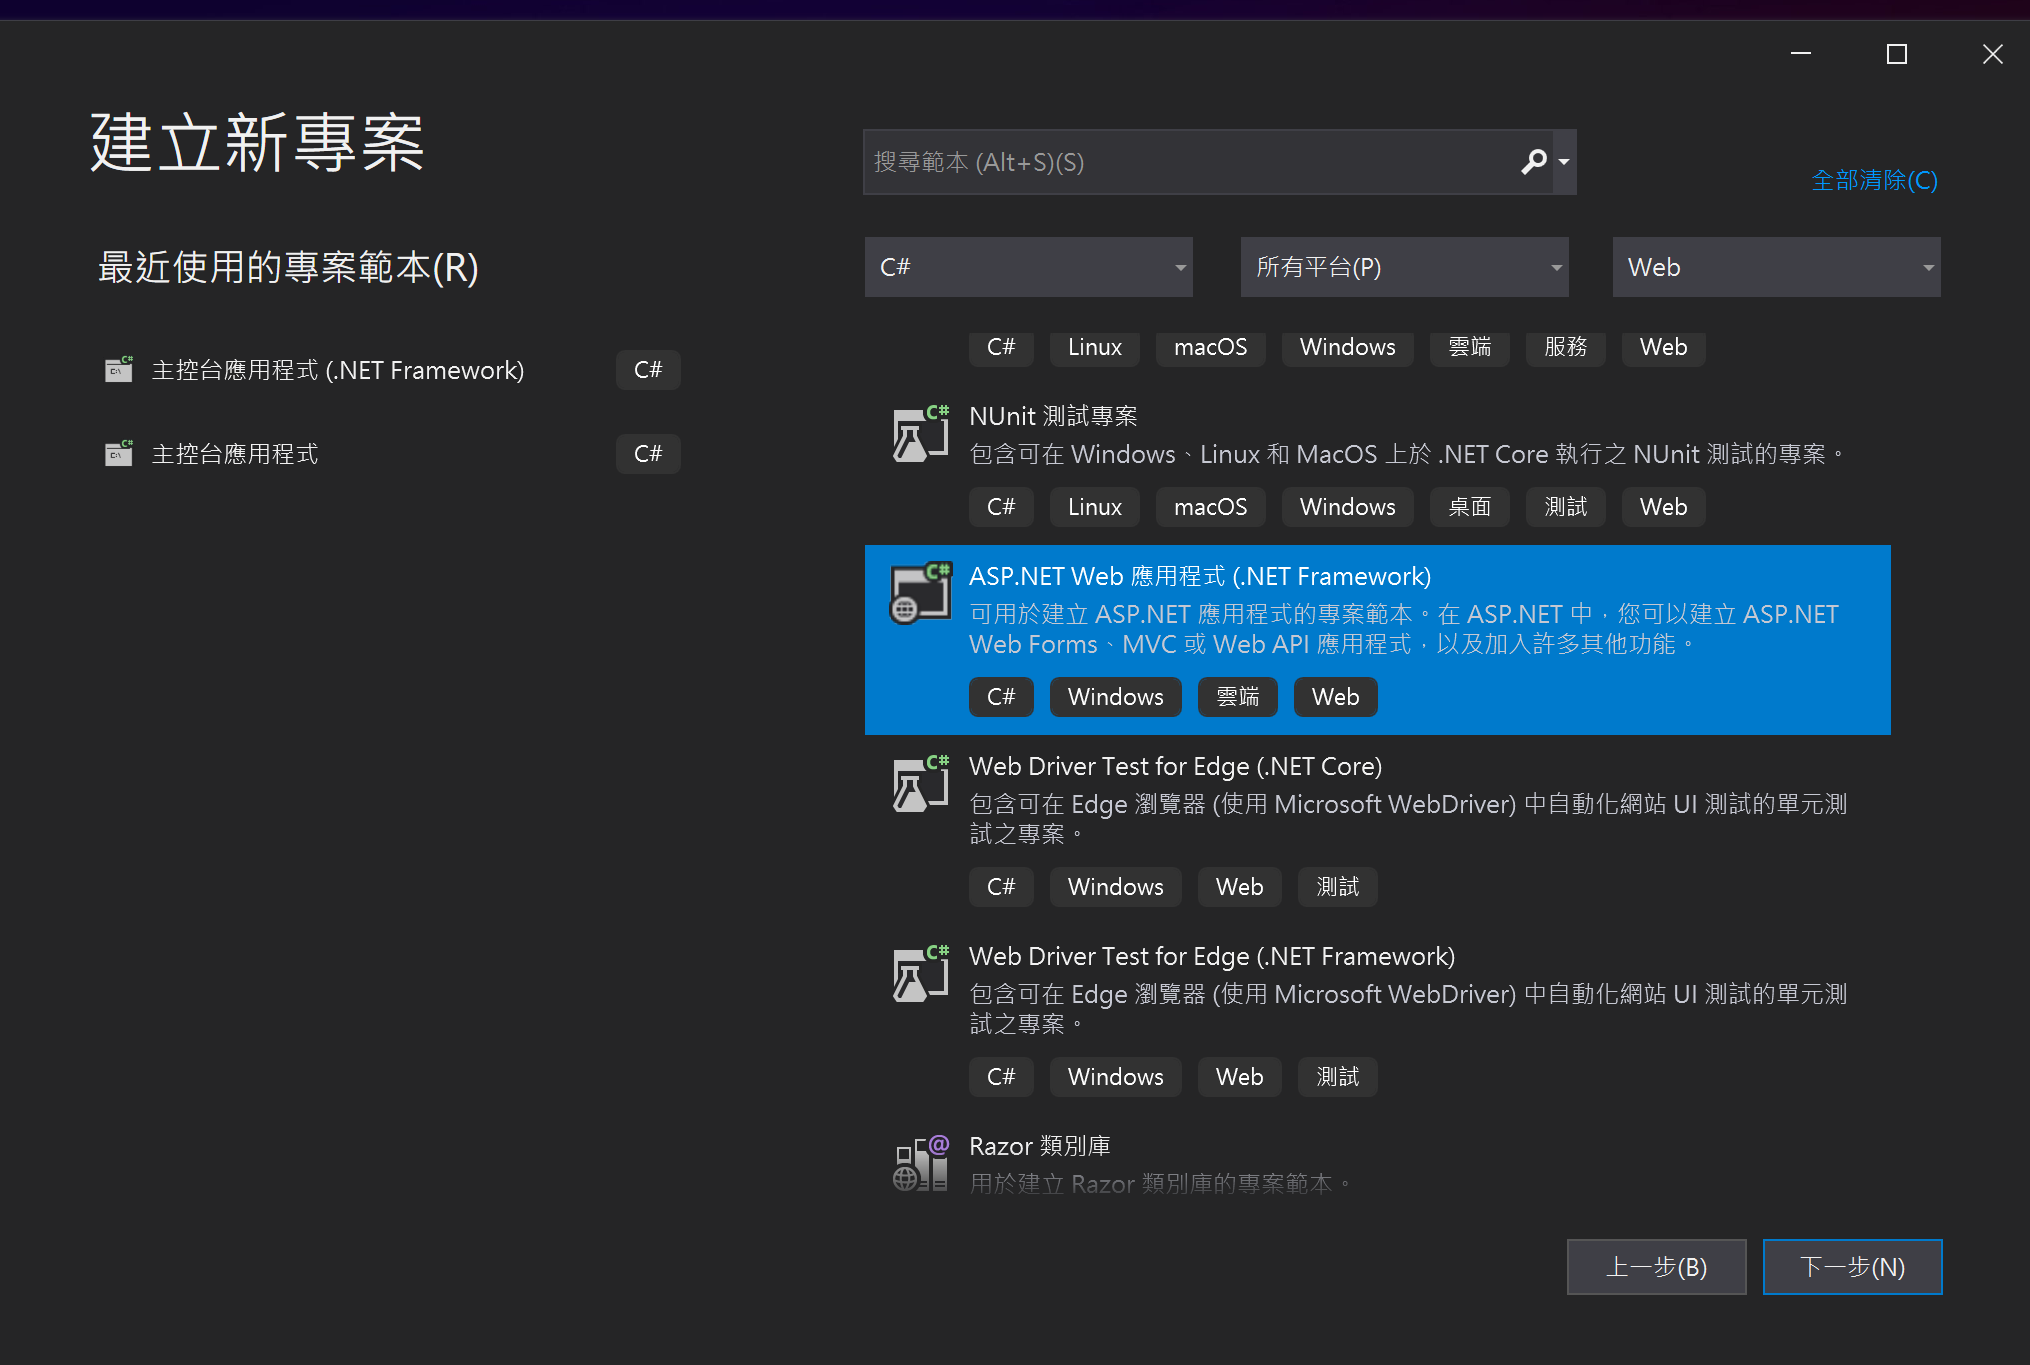 建立新專案
搜尋範本 (Alt+S)(S)
全部清除(C)
最近使用的專案範本(R)
C#
所有平台(P)
Web
主控台應用程式 (.NET Framework)
C#
主控台應用程式
C#
C# Linux macOS Windows 雲端 服務 Web
C#
NUnit 測試專案
包含可在 Windows、Linux 和 MacOS 上於 .NET Core 執行之 NUnit 測試的專案。
C# Linux macOS Windows 桌面 測試 Web
C#
ASP.NET Web 應用程式 (.NET Framework)
可用於建立 ASP.NET 應用程式的專案範本。在 ASP.NET 中，您可以建立 ASP.NET
Web Forms、MVC 或 Web API 應用程式，以及加入許多其他功能。
C# Windows 雲端 Web
C#
Web Driver Test for Edge (.NET Core)
包含可在 Edge 瀏覽器 (使用 Microsoft WebDriver) 中自動化網站 UI 測試的單元測
試之專案。
C# Windows Web 測試
C#
Web Driver Test for Edge (.NET Framework)
包含可在 Edge 瀏覽器 (使用 Microsoft WebDriver) 中自動化網站 UI 測試的單元測
試之專案。
C# Windows Web 測試
@
Razor 類別庫
用於建立 Razor 類別庫的專案範本。
上一步(B)
下一步(N)